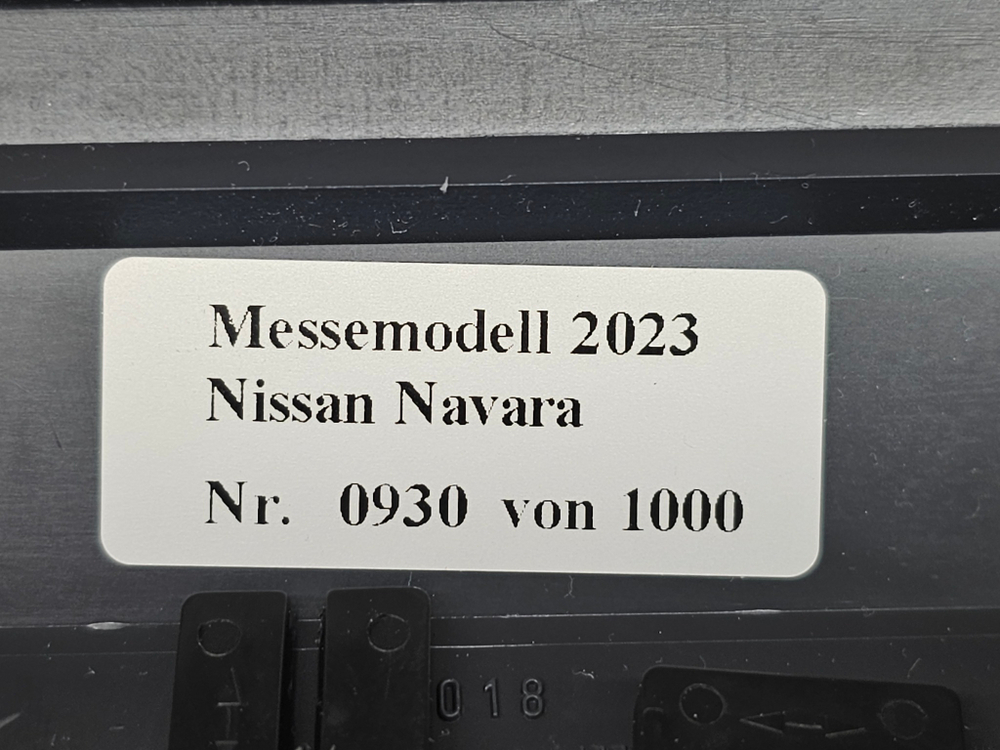 Messemodell 2023
Nissan Navara
Nr. 0930 von 1000
018